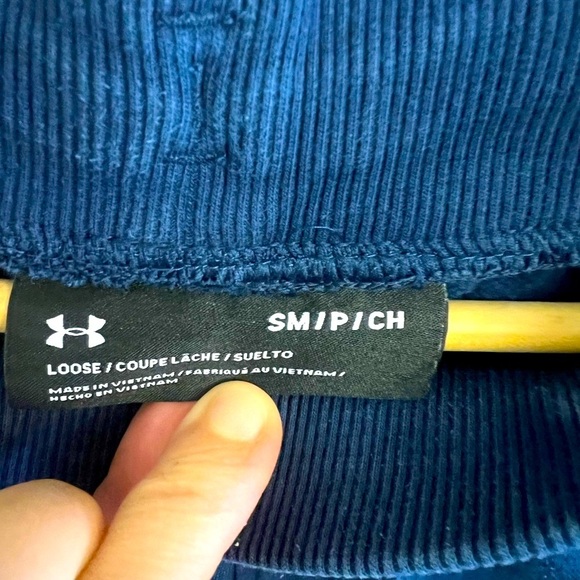 SM/P/CH
LOOSE / COUPE LÂCHE / SUELTO
MADE IN VIETNAM / FABRIQUÉ AU VIETNAM /
HECHO EN VIETNAM